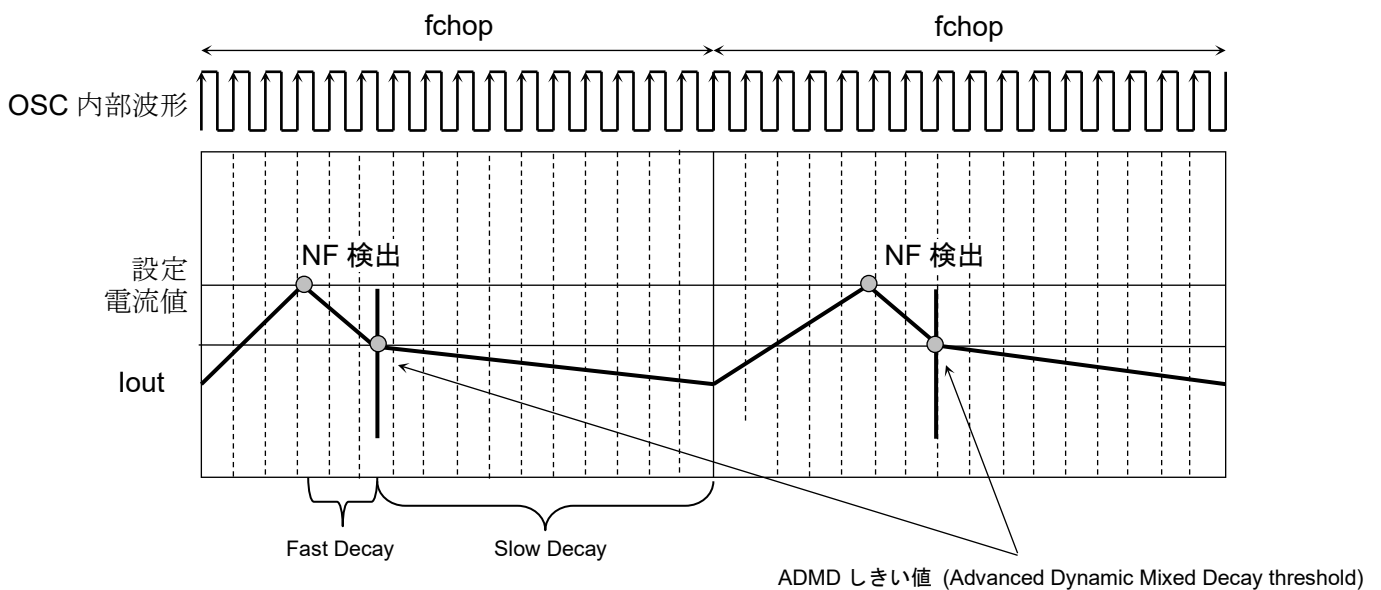 fchop
fchop
OSC 内部波形
NF 検出
NF 検出
設定
電流値
Iout
Fast Decay
Slow Decay
ADMD しきい値 (Advanced Dynamic Mixed Decay threshold)